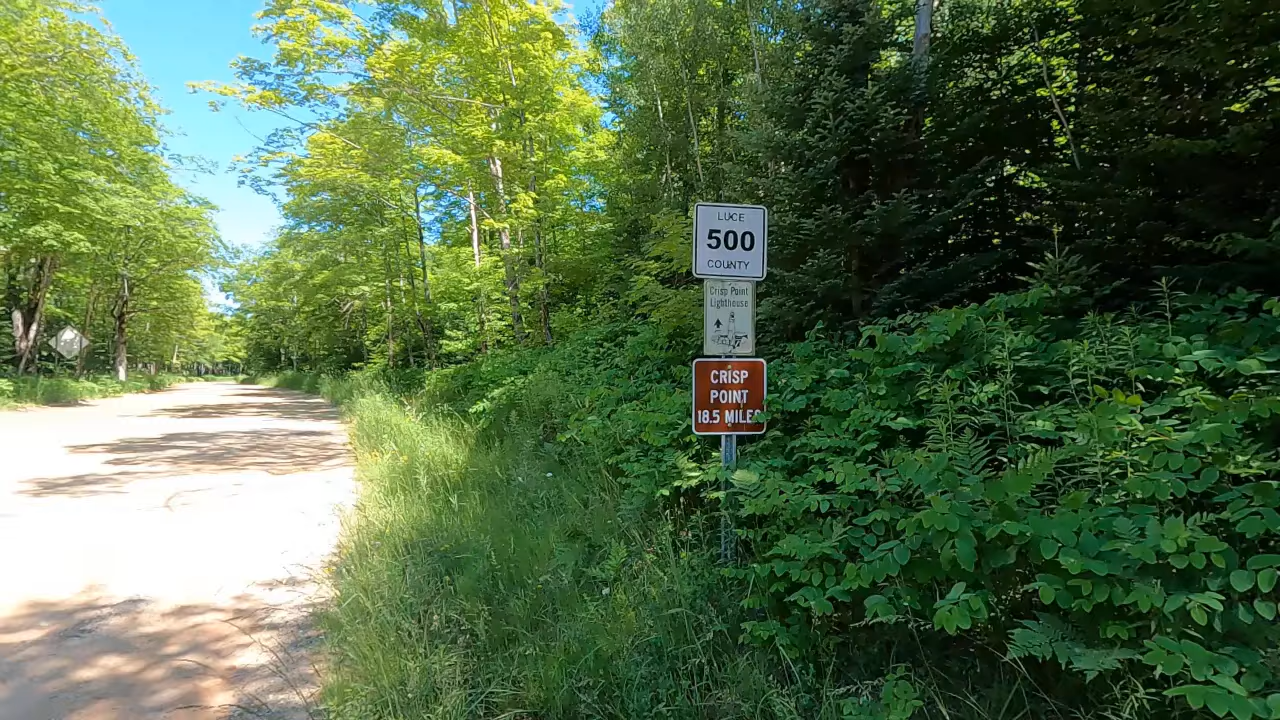 LUCE
500
COUNTY
Crisp Point
Lighthouse
CRISP
POINT
18.5 MILES